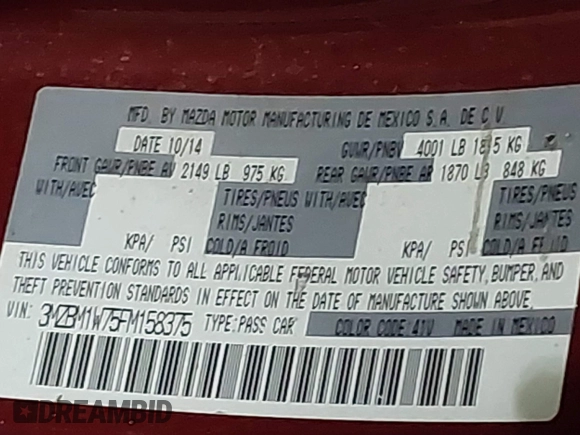 MFD. BY MAZDA MOTOR MANUFACTURING DE MEXICO S.A. DE C.V.
DATE 10/14 GVWR/PNBV 4001 LB 1815 KG
FRONT GAWR/PNBE AV 2149 LB 975 KG REAR GAWR/PNBE AR 1870 LB 848 KG
WITH/AVEC TIRES/PNEUS WITH/AVEC TIRES/PNEUS
RIMS/JANTES RIMS/JANTES
KPA/ PSI COLD/A FROID KPA/ PSI COLD/A FROID
THIS VEHICLE CONFORMS TO ALL APPLICABLE FEDERAL MOTOR VEHICLE SAFETY, BUMPER, AND
THEFT PREVENTION STANDARDS IN EFFECT ON THE DATE OF MANUFACTURE SHOWN ABOVE.
VIN: 3MZBM1W75FM158375 TYPE: PASS CAR COLOR CODE: 41V MADE IN MEXICO
DREAMBID